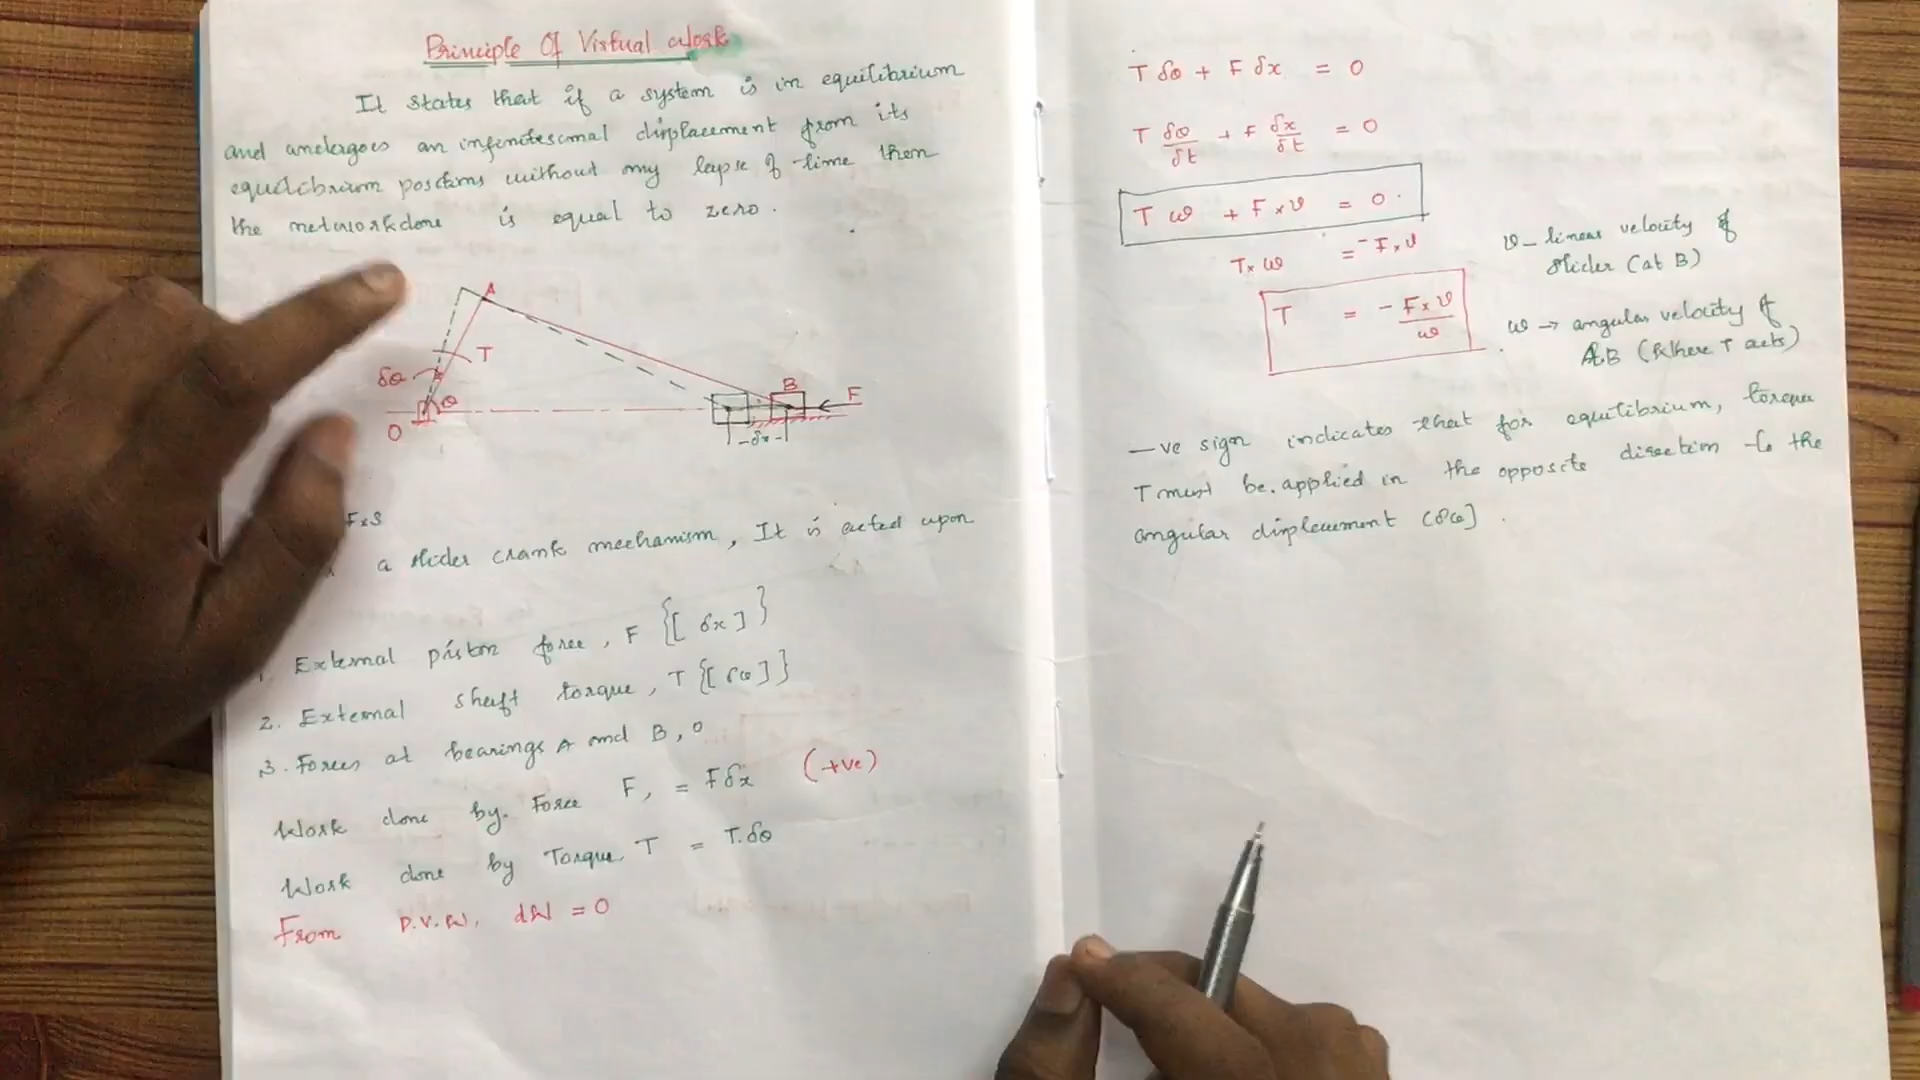 Principle Of Virtual Work
It states that if a system is in equilibrium
and undergoes an infinitesimal displacement from its
equilibrium positions without any lapse of time then
the networkdone is equal to zero.
A
T
δθ
θ
O
B
F
δx
F×S
a slider crank mechanism, It is acted upon
1. External piston force, F {[ δx ]}
2. External shaft torque, T {[ δθ ]}
3. Forces at bearings A and B, 0
Work done by Force F, = Fδx (+ve)
Work done by Torque T = T.δθ
From P.V.W, dW = 0
T δθ + F δx = 0
T δθ/δt + F δx/δt = 0
T ω + F×v = 0.
T×ω = -F×v
T = - F×v/ω
v - linear velocity of
slider (at B)
ω → angular velocity of
AB (Where T acts)
-ve sign indicates that for equilibrium, torque
T must be applied in the opposite direction to the
angular displacement [δθ].